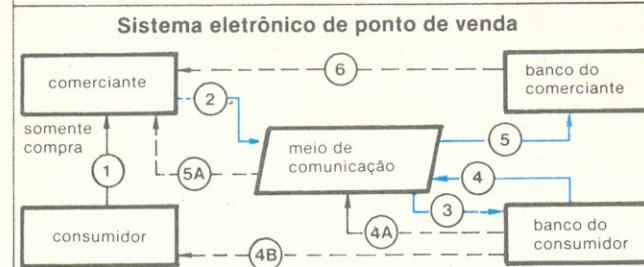 Sistema eletrônico de ponto de venda
comerciante
6
banco do
comerciante
2
somente
compra
meio de
comunicação
5
1
5A
4
3
consumidor
4A
banco do
consumidor
4B